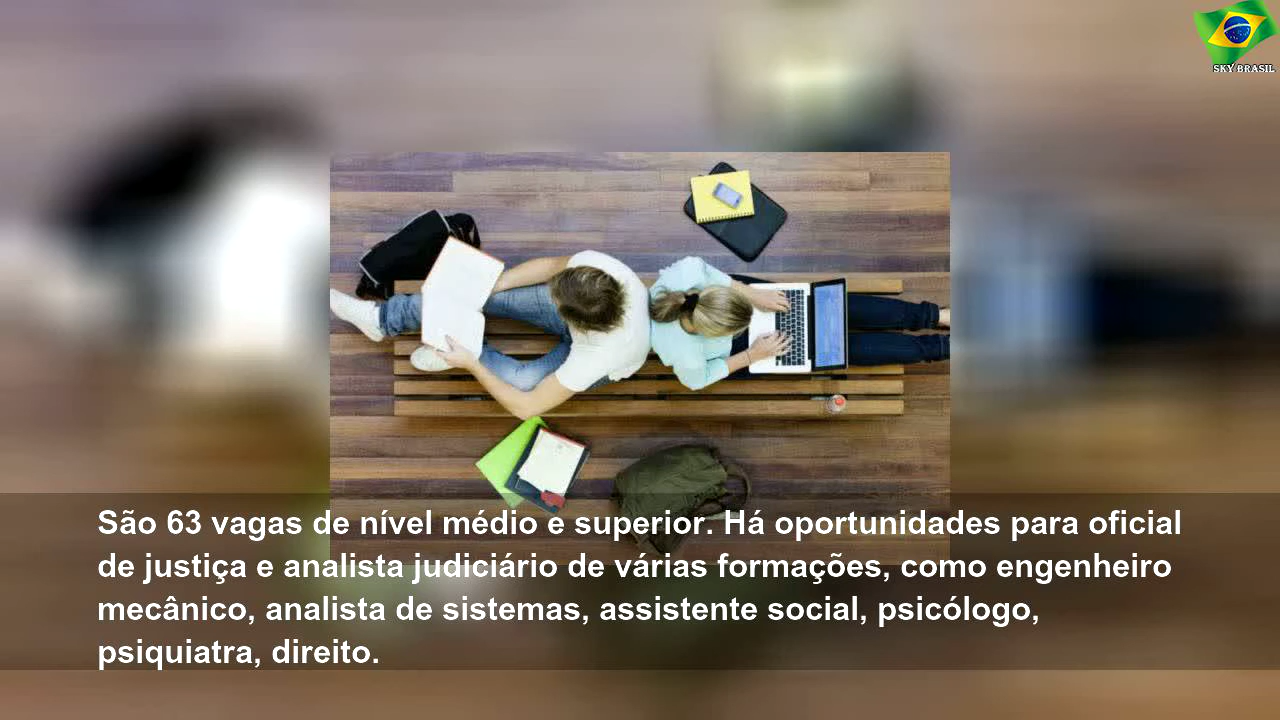 SKY BRASIL
São 63 vagas de nível médio e superior. Há oportunidades para oficial
de justiça e analista judiciário de várias formações, como engenheiro
mecânico, analista de sistemas, assistente social, psicólogo,
psiquiatra, direito.